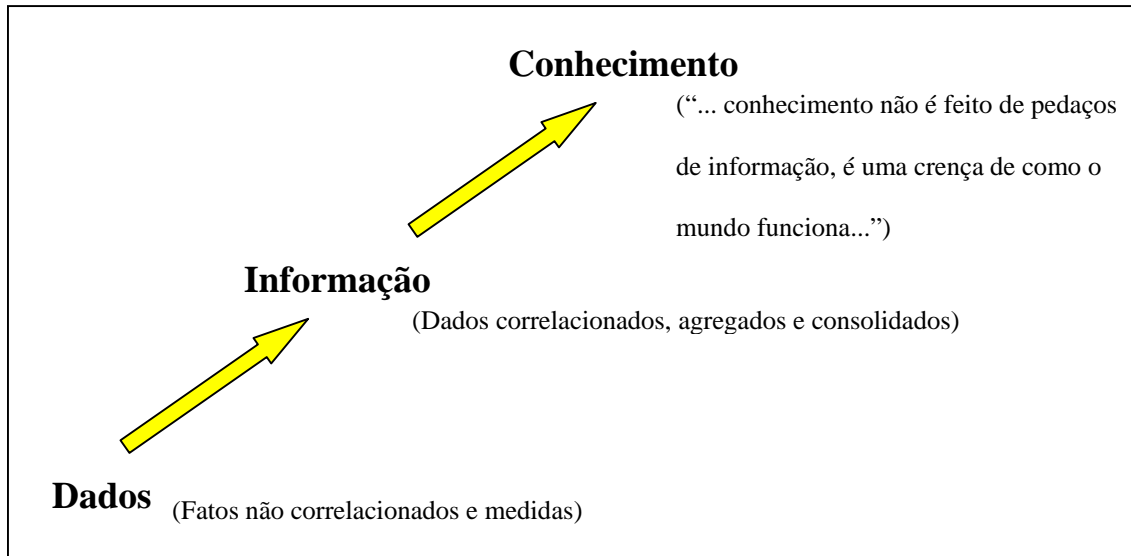 Conhecimento
(“... conhecimento não é feito de pedaços
de informação, é uma crença de como o
mundo funciona...”)
Informação
(Dados correlacionados, agregados e consolidados)
Dados (Fatos não correlacionados e medidas)